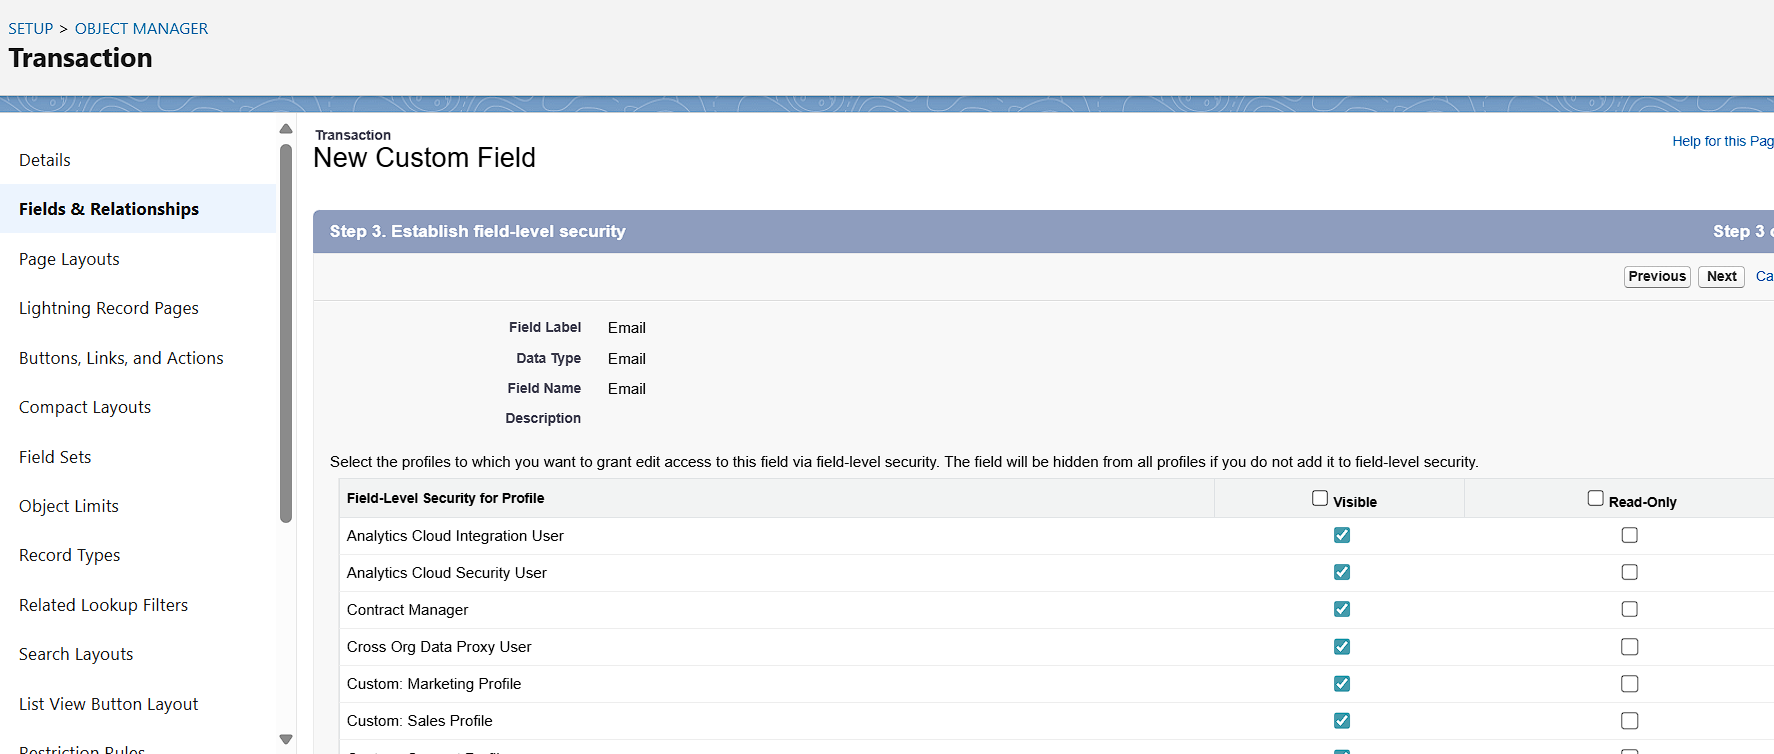 SETUP > OBJECT MANAGER
Transaction
Details
Fields & Relationships
Page Layouts
Lightning Record Pages
Buttons, Links, and Actions
Compact Layouts
Field Sets
Object Limits
Record Types
Related Lookup Filters
Search Layouts
List View Button Layout
Restriction Rules
Transaction
New Custom Field
Help for this Pag
Step 3. Establish field-level security
Step 3
Previous
Next
Ca
Field Label Email
Data Type Email
Field Name Email
Description
Select the profiles to which you want to grant edit access to this field via field-level security. The field will be hidden from all profiles if you do not add it to field-level security.
Field-Level Security for Profile Visible Read-Only
Analytics Cloud Integration User
Analytics Cloud Security User
Contract Manager
Cross Org Data Proxy User
Custom: Marketing Profile
Custom: Sales Profile